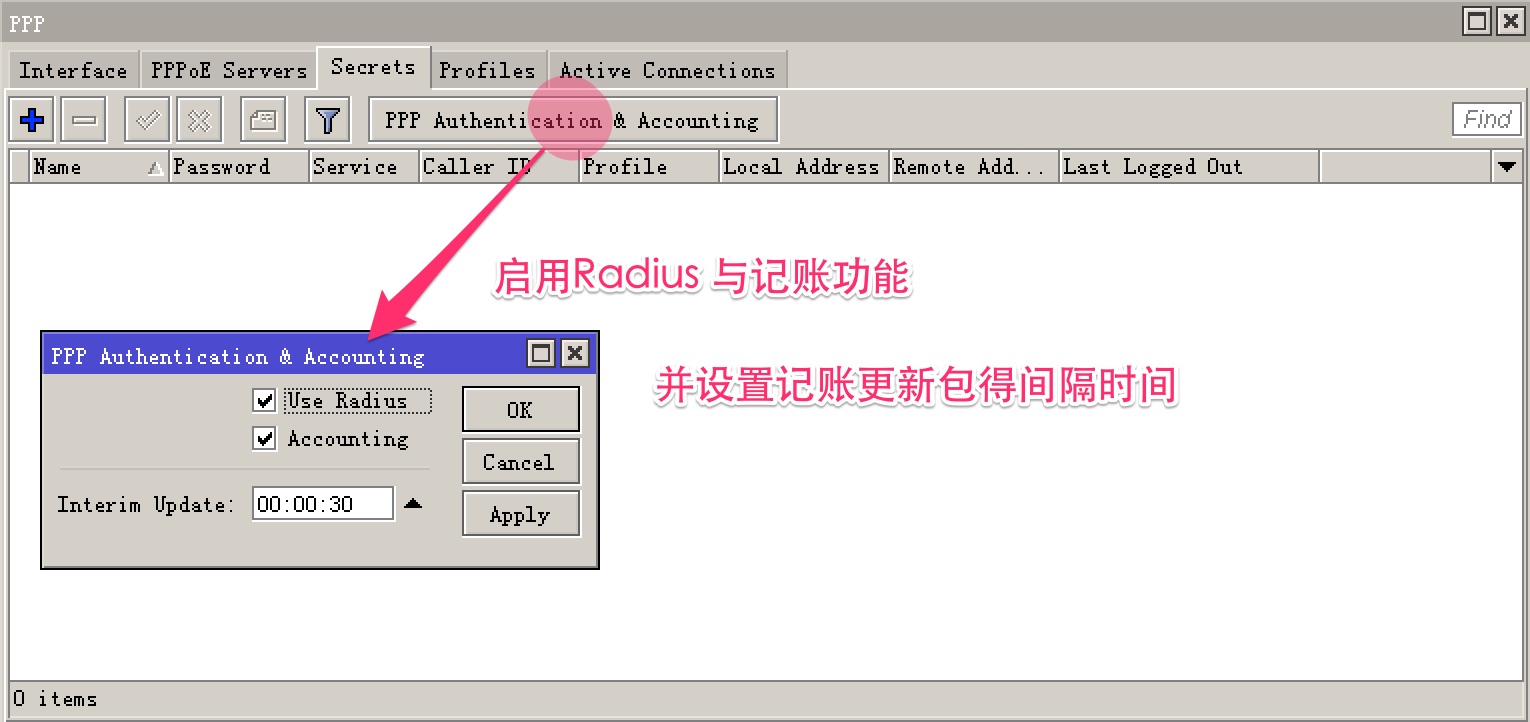 PPP
Interface PPPoE Servers Secrets Profiles Active Connections
PPP Authentication & Accounting Find
Name Password Service Caller ID Profile Local Address Remote Add... Last Logged Out
启用Radius 与记账功能
并设置记账更新包得间隔时间
PPP Authentication & Accounting
Use Radius
Accounting
OK
Cancel
Interim Update: 00:00:30
Apply
0 items